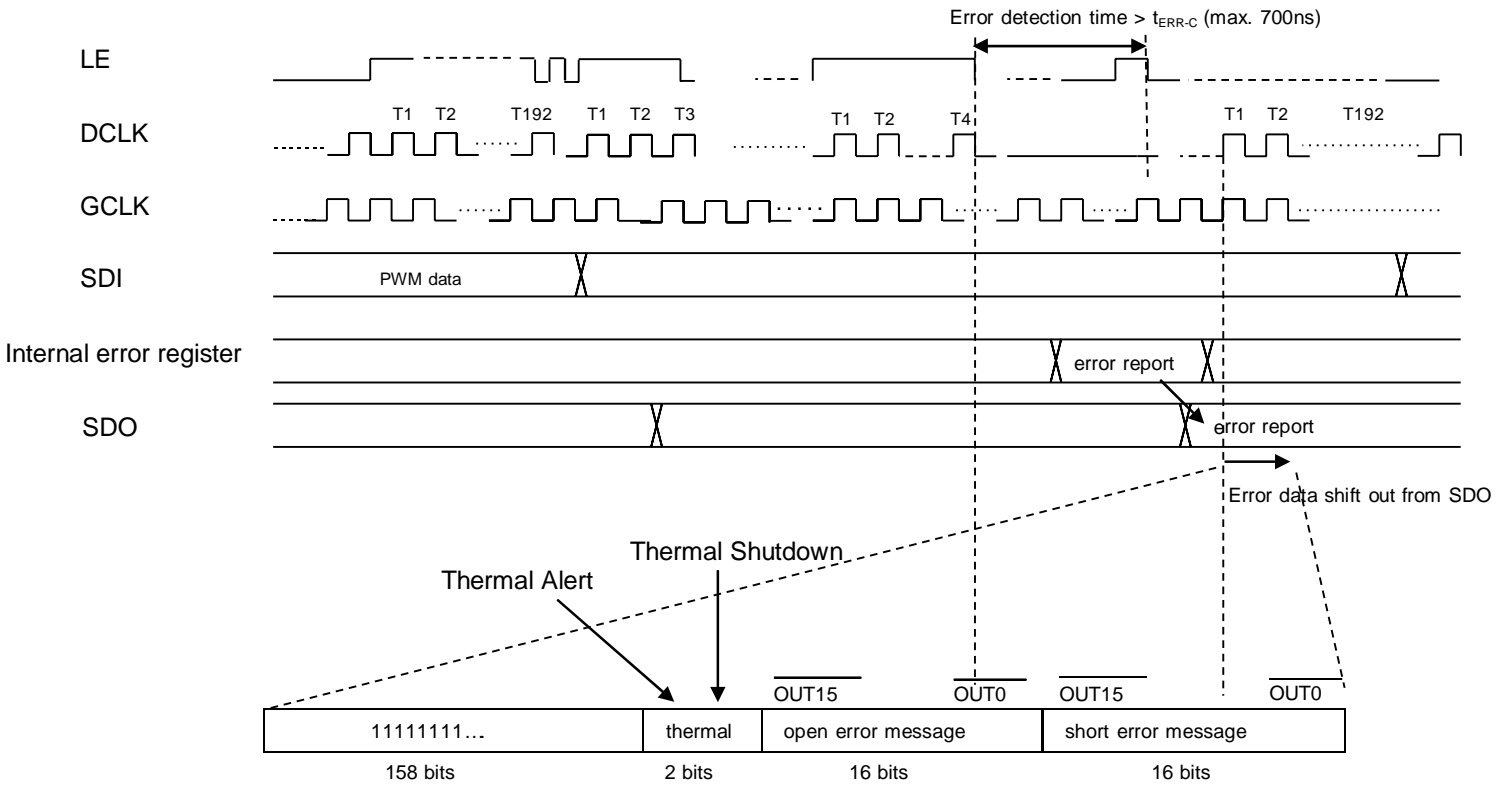 Error detection time > tERR-C (max. 700ns)
LE
T1 T2 T192 T1 T2 T3 T1 T2 T4 T1 T2 T192
DCLK
GCLK
SDI
PWM data
Internal error register
error report
SDO
error report
Error data shift out from SDO
Thermal Shutdown
Thermal Alert
OUT15 OUT0 OUT15 OUT0
11111111… thermal open error message short error message
158 bits 2 bits 16 bits 16 bits